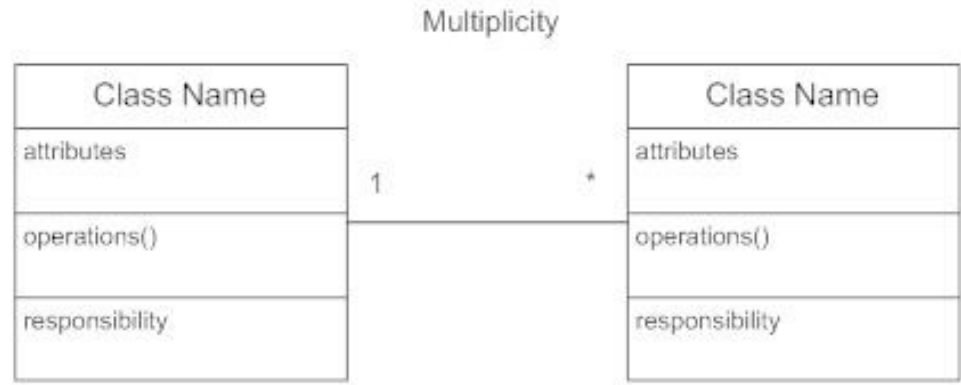 Multiplicity
Class Name
attributes
operations()
responsibility
1
*
Class Name
attributes
operations()
responsibility